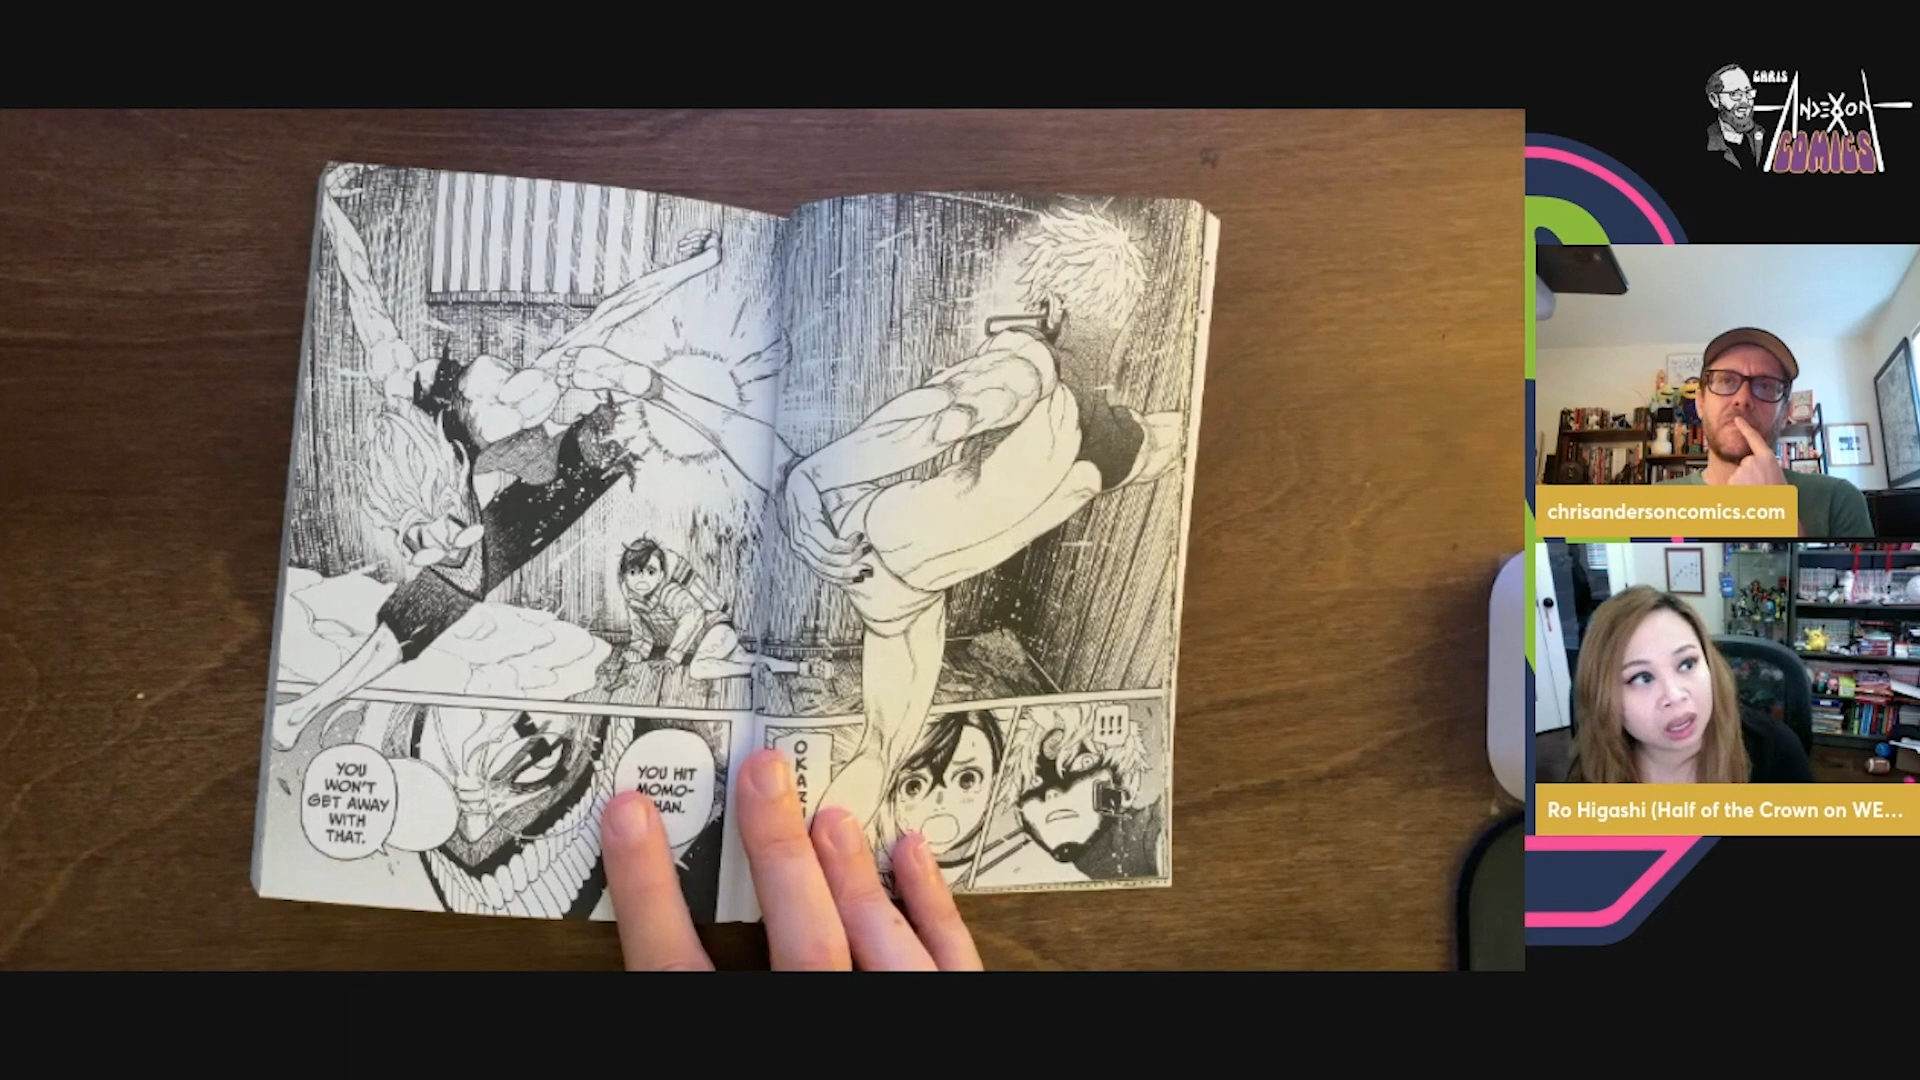 CHRIS
ANDERSON
COMICS
YOU
WON'T
GET AWAY
WITH
THAT.
YOU HIT
MOMO-
HAN.
OKAZ
!!!
chrisandersoncomics.com
Ro Higashi (Half of the Crown on WE...